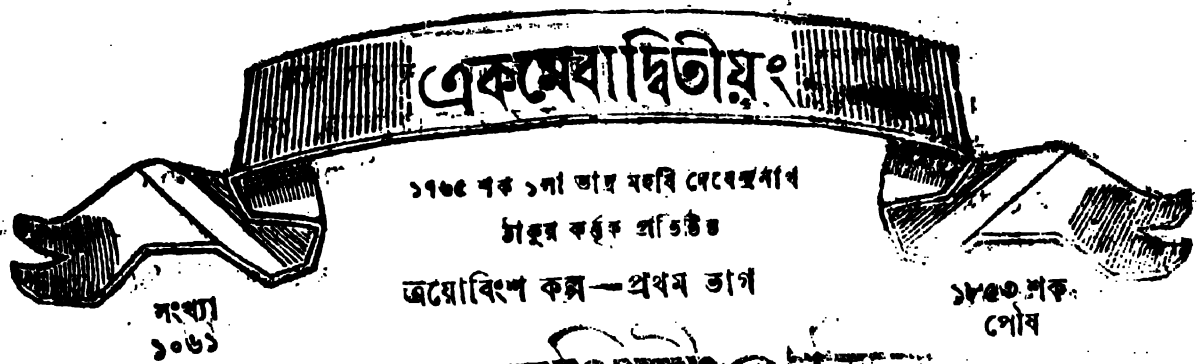 একমেবাদ্বিতীয়ং
১৭৬৫ শক ১লা ভাদ্র মহর্ষি দেবেন্দ্রনাথ
ঠাকুর কর্ত্তৃক প্রতিষ্ঠিত
ত্রয়োবিংশ কল্প—প্রথম ভাগ
সংখ্যা
১০৬১
১৮৫৩ শক
পৌষ